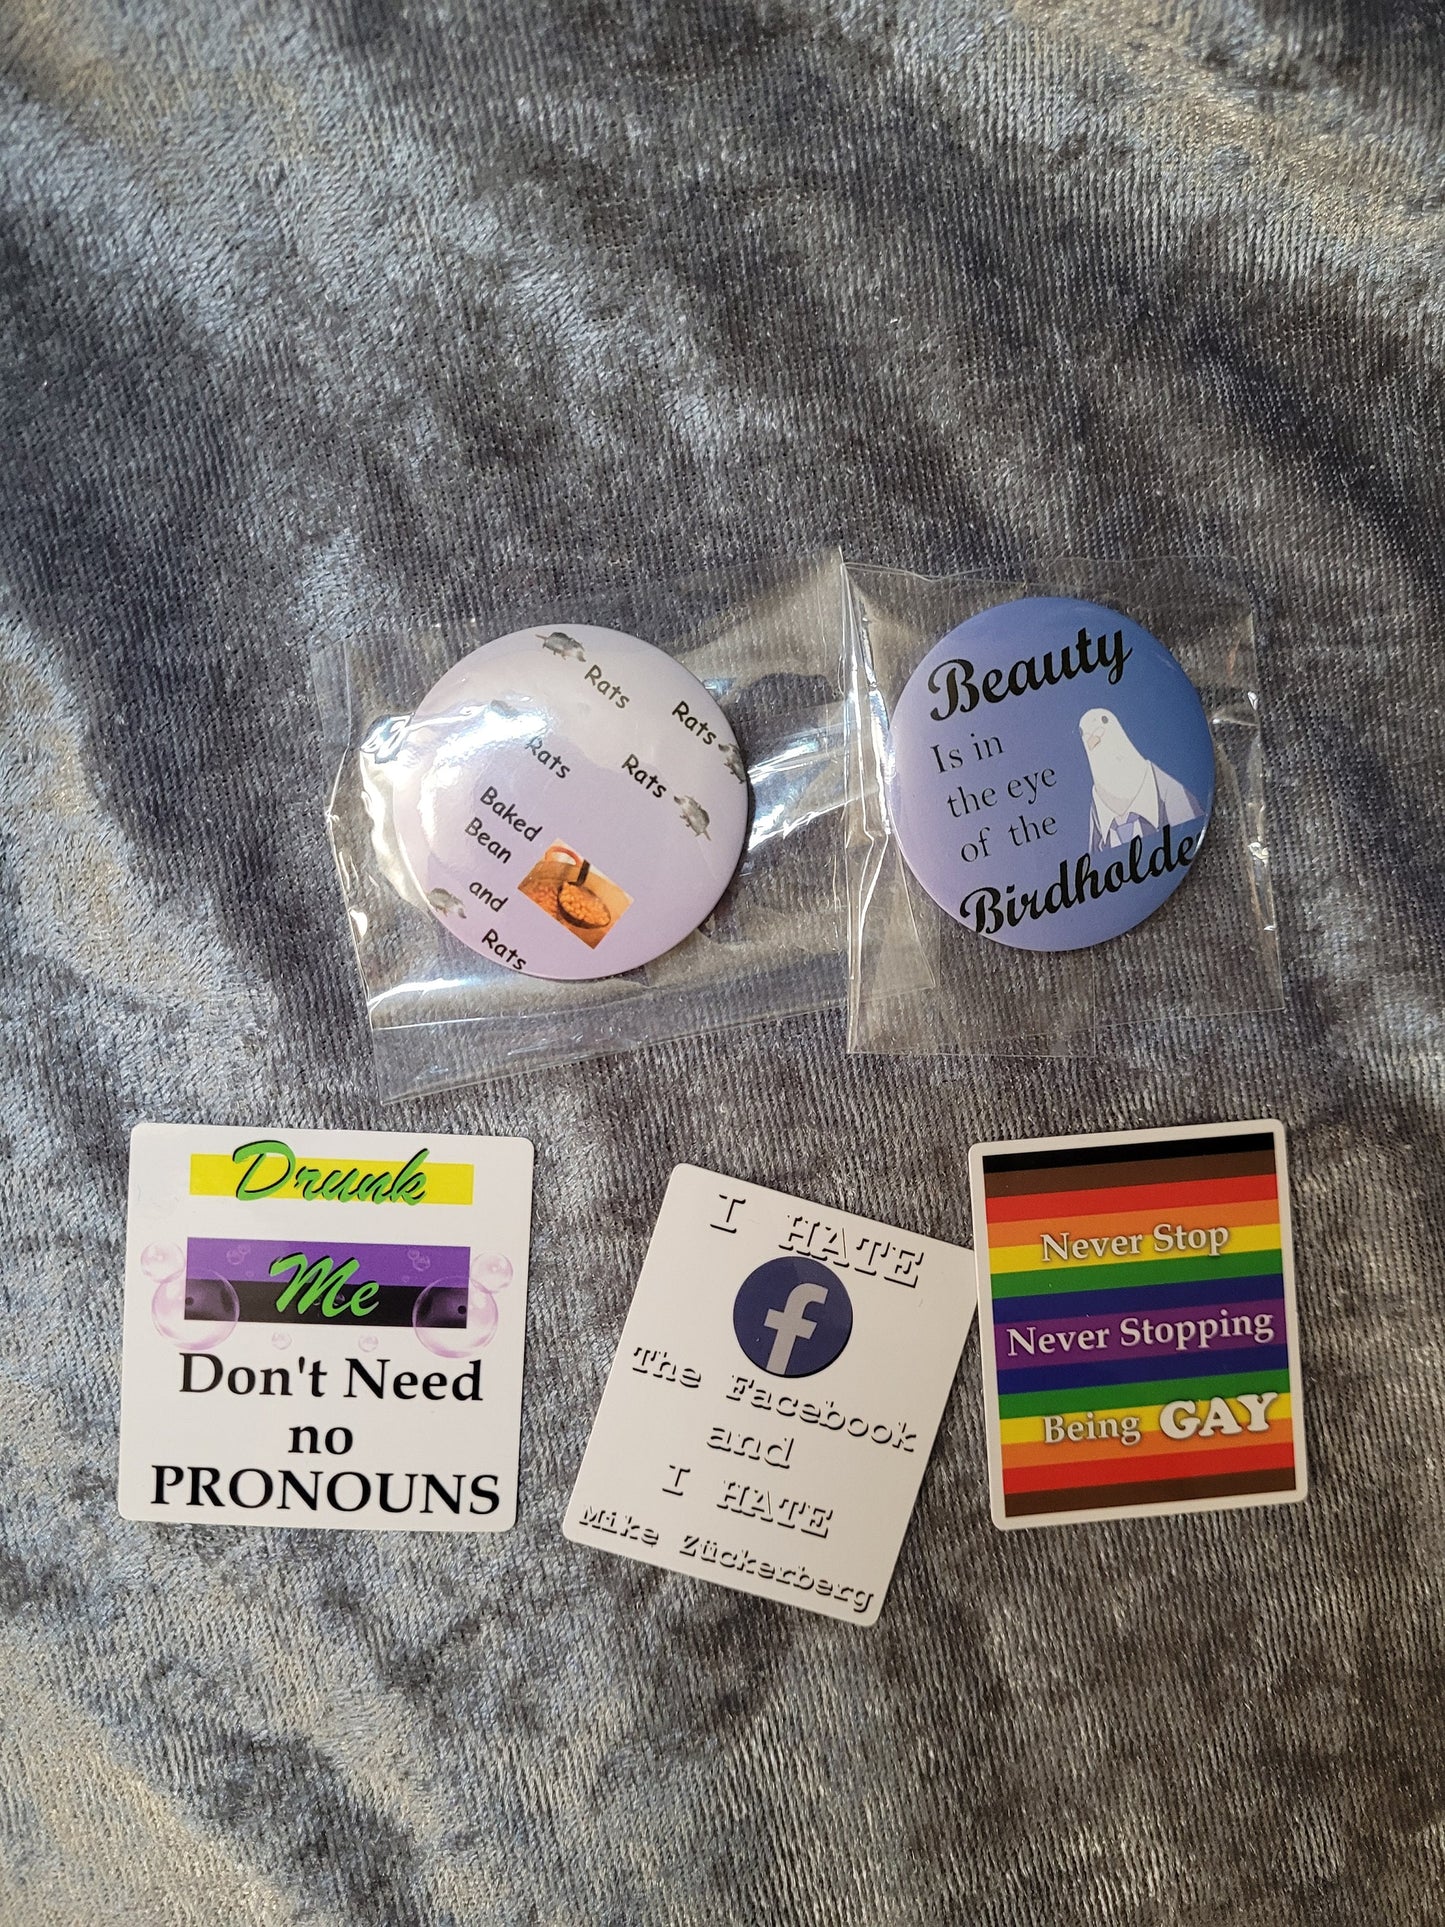 Rats
Rats
Rats
Rats
Baked
Bean
and
Rats
Beauty
Is in
the eye
of the
Birdholde
Drunk
Me
Don't Need
no
PRONOUNS
I HATE
f
The Facebook
and
I HATE
Mike Zückerberg
Never Stop
Never Stopping
Being GAY